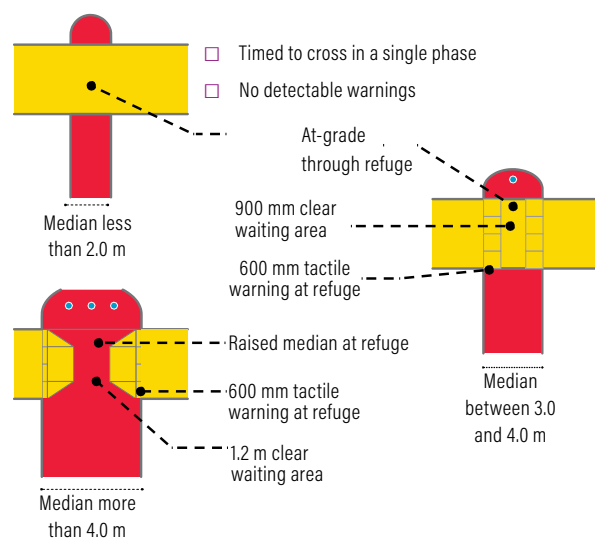 Timed to cross in a single phase
No detectable warnings
At-grade
through refuge
Median less
than 2.0 m
900 mm clear
waiting area
600 mm tactile
warning at refuge
Raised median at refuge
600 mm tactile
warning at refuge
1.2 m clear
waiting area
Median
between 3.0
and 4.0 m
Median more
than 4.0 m